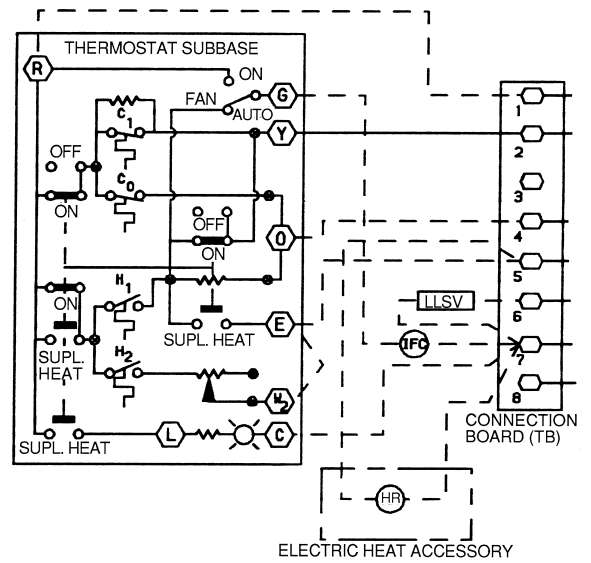 THERMOSTAT SUBBASE
R
ON
FAN
G
AUTO
1
C1
Y
2
OFF
3
C0
ON
OFF
O
4
ON
5
H1
ON
LLSV
6
E
SUPL. HEAT
SUPL.
HEAT
IFC
7
H2
W2
8
CONNECTION
BOARD (TB)
L
C
SUPL. HEAT
HR
ELECTRIC HEAT ACCESSORY